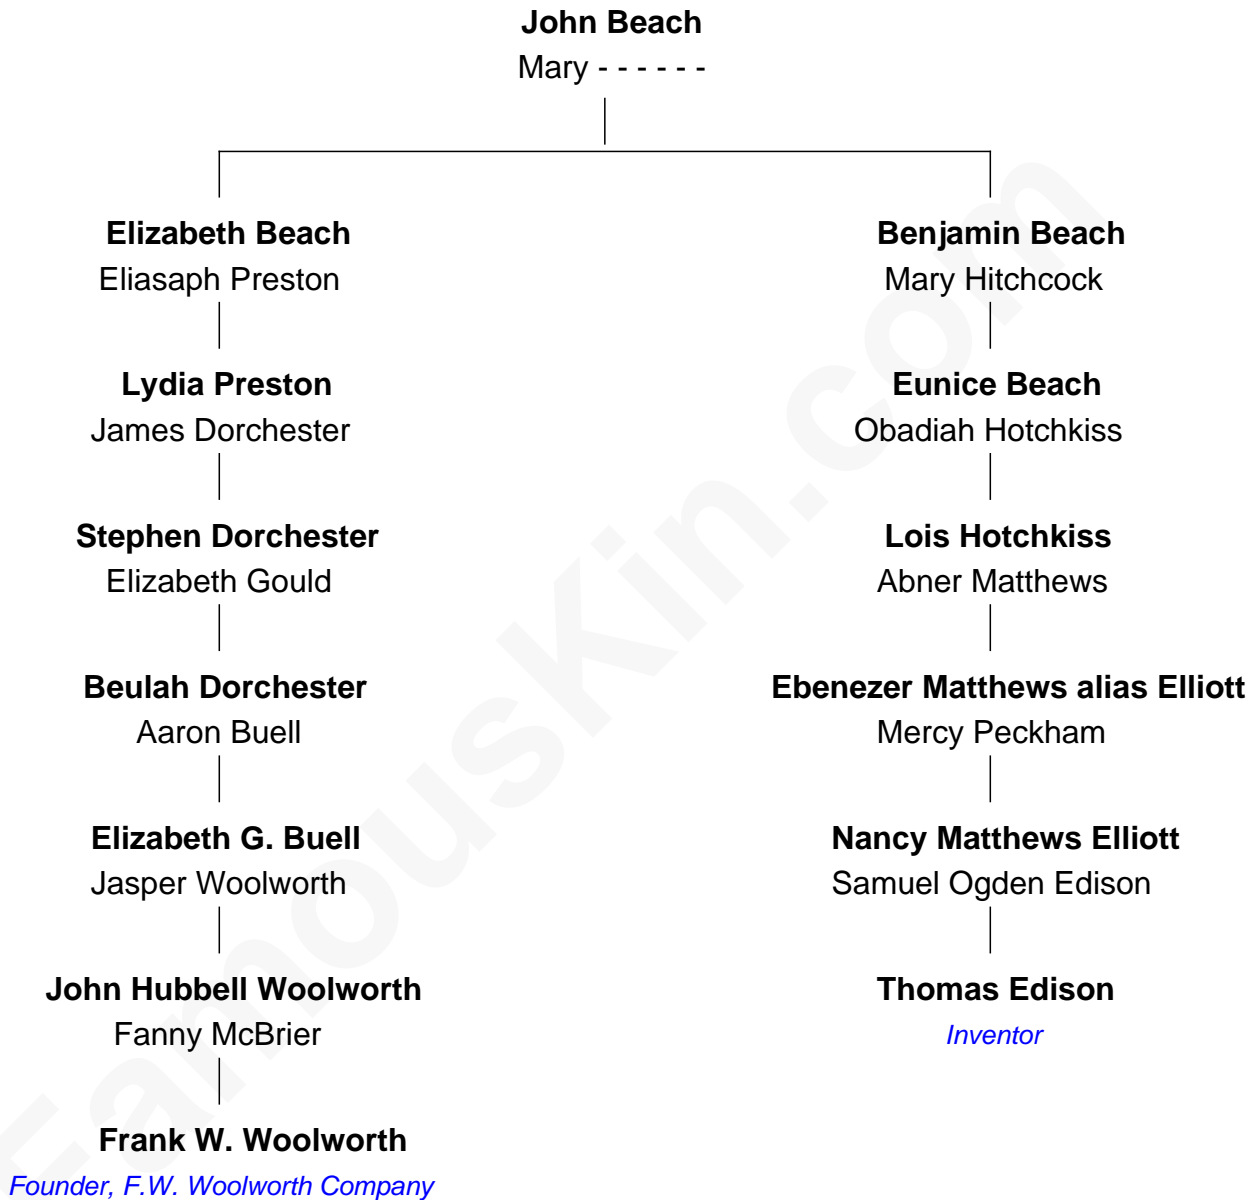 John Beach
Mary - - - - - -
Elizabeth Beach
Eliasaph Preston
Benjamin Beach
Mary Hitchcock
Lydia Preston
James Dorchester
Eunice Beach
Obadiah Hotchkiss
Stephen Dorchester
Elizabeth Gould
Lois Hotchkiss
Abner Matthews
Beulah Dorchester
Aaron Buell
Ebenezer Matthews alias Elliott
Mercy Peckham
Elizabeth G. Buell
Jasper Woolworth
Nancy Matthews Elliott
Samuel Ogden Edison
John Hubbell Woolworth
Fanny McBrier
Thomas Edison
Inventor
Frank W. Woolworth
Founder, F.W. Woolworth Company
FamousKin.com